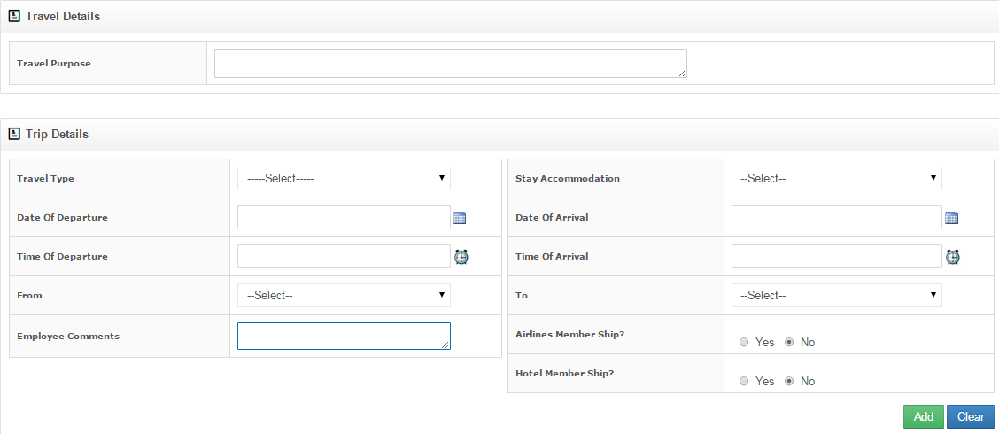 Travel Details
Travel Purpose
Trip Details
Travel Type -----Select----- Stay Accommodation --Select--
Date Of Departure Date Of Arrival
Time Of Departure Time Of Arrival
From --Select-- To --Select--
Employee Comments Airlines Member Ship? Yes No
Hotel Member Ship? Yes No
Add Clear